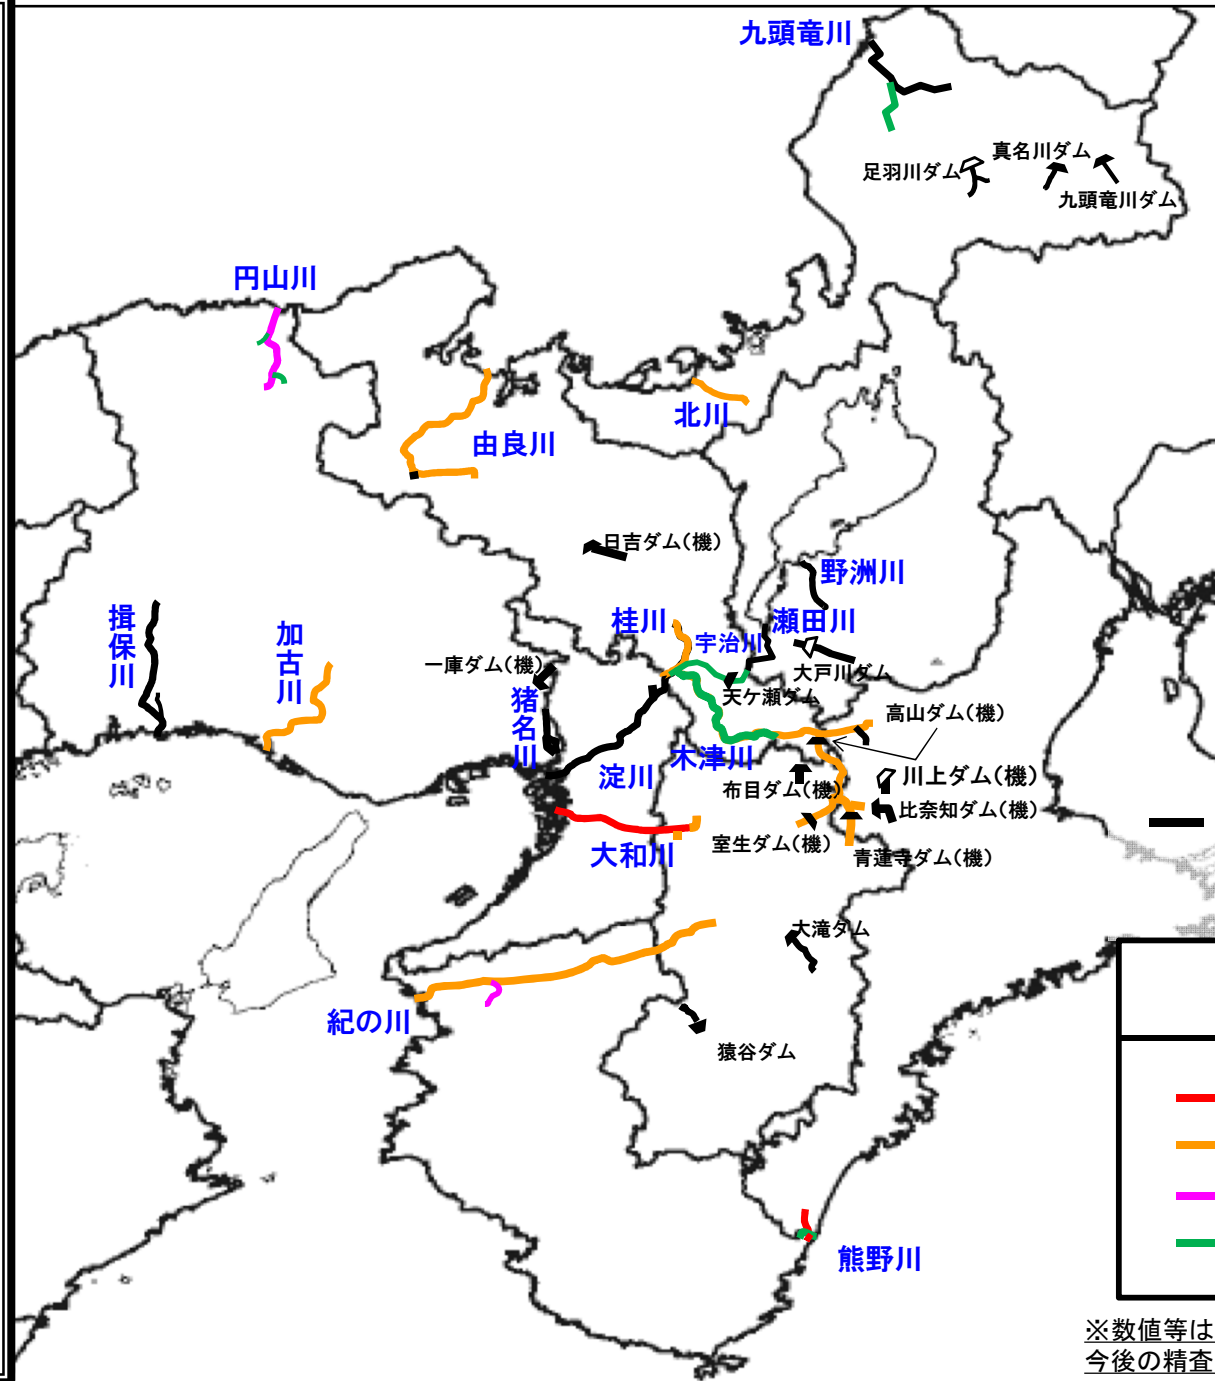 九頭竜川
足羽川ダム
真名川ダム
九頭竜川ダム
円山川
北川
由良川
日吉ダム(機)
野洲川
揖保川
加古川
桂川
宇治川
瀬田川
一庫ダム(機)
大戸川ダム
天ケ瀬ダム
猪名川
高山ダム(機)
淀川
木津川
布目ダム(機)
川上ダム(機)
比奈知ダム(機)
大和川
室生ダム(機)
青蓮寺ダム(機)
大滝ダム
紀の川
猿谷ダム
熊野川
※数値等は
今後の精査